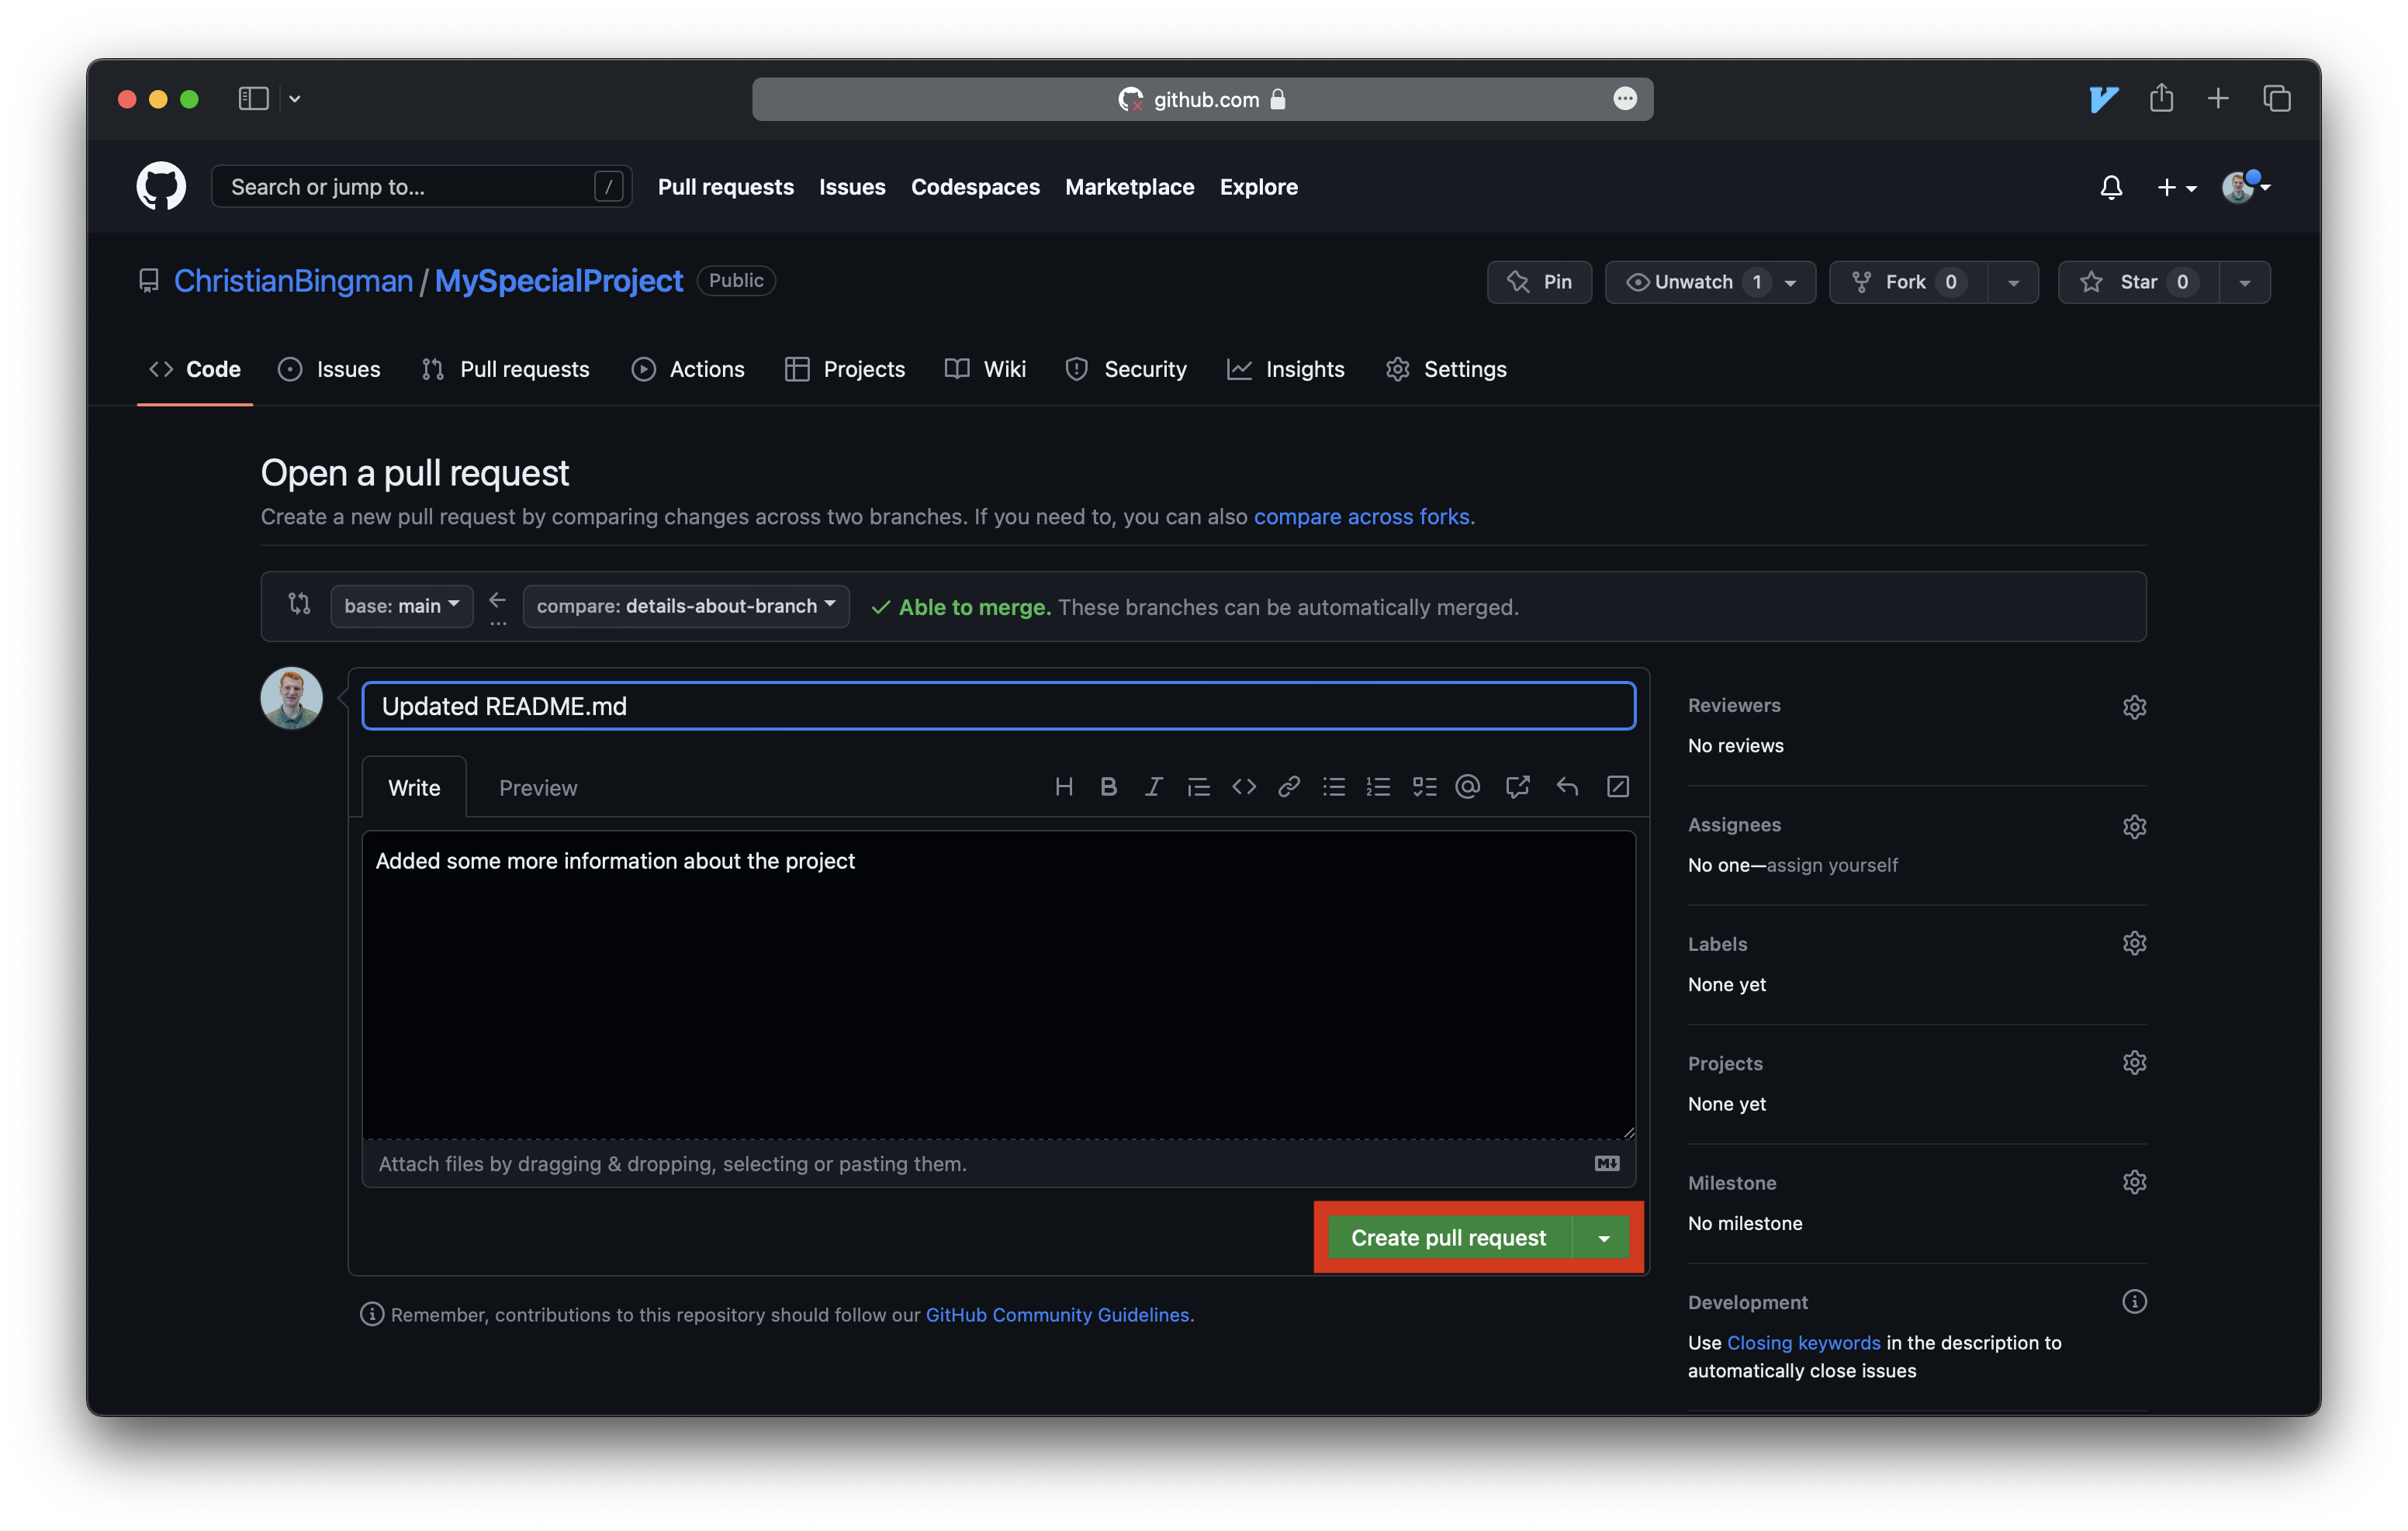 github.com
Search or jump to... /
Pull requests Issues Codespaces Marketplace Explore
ChristianBingman / MySpecialProject Public
Pin Unwatch 1 Fork 0 Star 0
Code Issues Pull requests Actions Projects Wiki Security Insights Settings
Open a pull request
Create a new pull request by comparing changes across two branches. If you need to, you can also compare across forks.
base: main ← ... compare: details-about-branch Able to merge. These branches can be automatically merged.
Updated README.md
Write Preview
Added some more information about the project
Attach files by dragging & dropping, selecting or pasting them.
Create pull request
Remember, contributions to this repository should follow our GitHub Community Guidelines.
Reviewers
No reviews
Assignees
No one—assign yourself
Labels
None yet
Projects
None yet
Milestone
No milestone
Development
Use Closing keywords in the description to
automatically close issues